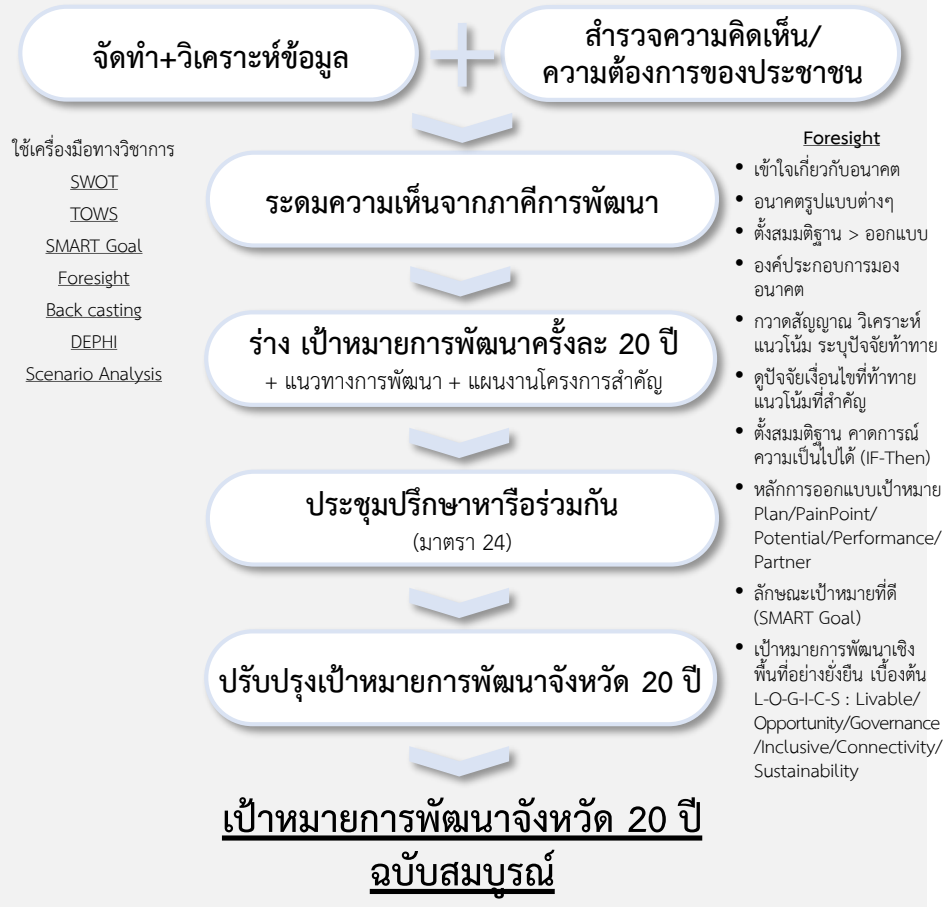 จัดทำ+วิเคราะห์ข้อมูล
สำรวจความคิดเห็น/
ความต้องการของประชาชน
ใช้เครื่องมือทางวิชาการ
SWOT
TOWS
SMART Goal
Foresight
Back casting
DEPHI
Scenario Analysis
ระดมความเห็นจากภาคีการพัฒนา
ร่าง เป้าหมายการพัฒนาครั้งละ 20 ปี
+ แนวทางการพัฒนา + แผนงานโครงการสำคัญ
ประชุมปรึกษาหารือร่วมกัน
(มาตรา 24)
ปรับปรุงเป้าหมายการพัฒนาจังหวัด 20 ปี
เป้าหมายการพัฒนาจังหวัด 20 ปี
ฉบับสมบูรณ์
Foresight
• เข้าใจเกี่ยวกับอนาคต
• อนาคตรูปแบบต่างๆ
• ตั้งสมมติฐาน > ออกแบบ
• องค์ประกอบการมอง
อนาคต
• กวาดสัญญาณ วิเคราะห์
แนวโน้ม ระบุปัจจัยท้าทาย
• ดูปัจจัยเงื่อนไขที่ท้าทาย
แนวโน้มที่สำคัญ
• ตั้งสมมติฐาน คาดการณ์
ความเป็นไปได้ (IF-Then)
• หลักการออกแบบเป้าหมาย
Plan/PainPoint/
Potential/Performance/
Partner
• ลักษณะเป้าหมายที่ดี
(SMART Goal)
• เป้าหมายการพัฒนาเชิง
พื้นที่อย่างยั่งยืน เบื้องต้น
L-O-G-I-C-S : Livable/
Opportunity/Governance
/Inclusive/Connectivity/
Sustainability